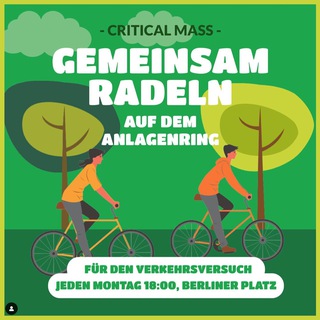 - CRITICAL MASS -
GEMEINSAM
RADELN
AUF DEM
ANLAGENRING
FÜR DEN VERKEHRSVERSUCH
JEDEN MONTAG 18:00, BERLINER PLATZ